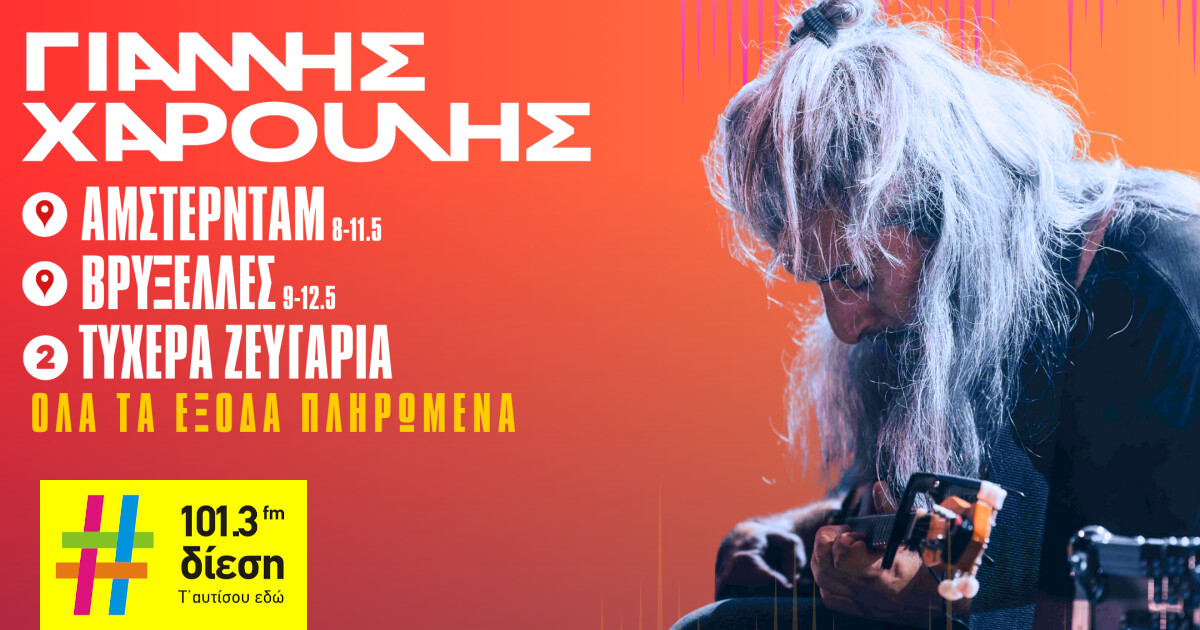 ΓΙΑΝΝΗΣ
ΧΑΡΟΥΛΗΣ
ΑΜΣΤΕΡΝΤΑΜ 8-11.5
ΒΡΥΞΕΛΛΕΣ 9-12.5
2 ΤΥΧΕΡΑ ΖΕΥΓΑΡΙΑ
ΟΛΑ ΤΑ ΕΞΟΔΑ ΠΛΗΡΩΜΕΝΑ
101.3 fm
δίεση
Τ'αυτίσου εδώ